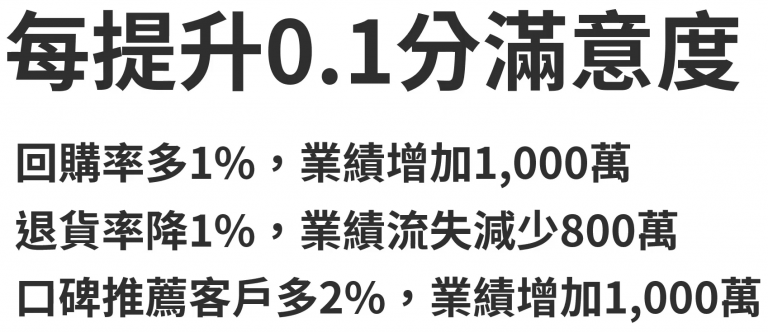 每提升0.1分滿意度
回購率多1%，業績增加1,000萬
退貨率降1%，業績流失減少800萬
口碑推薦客戶多2%，業績增加1,000萬